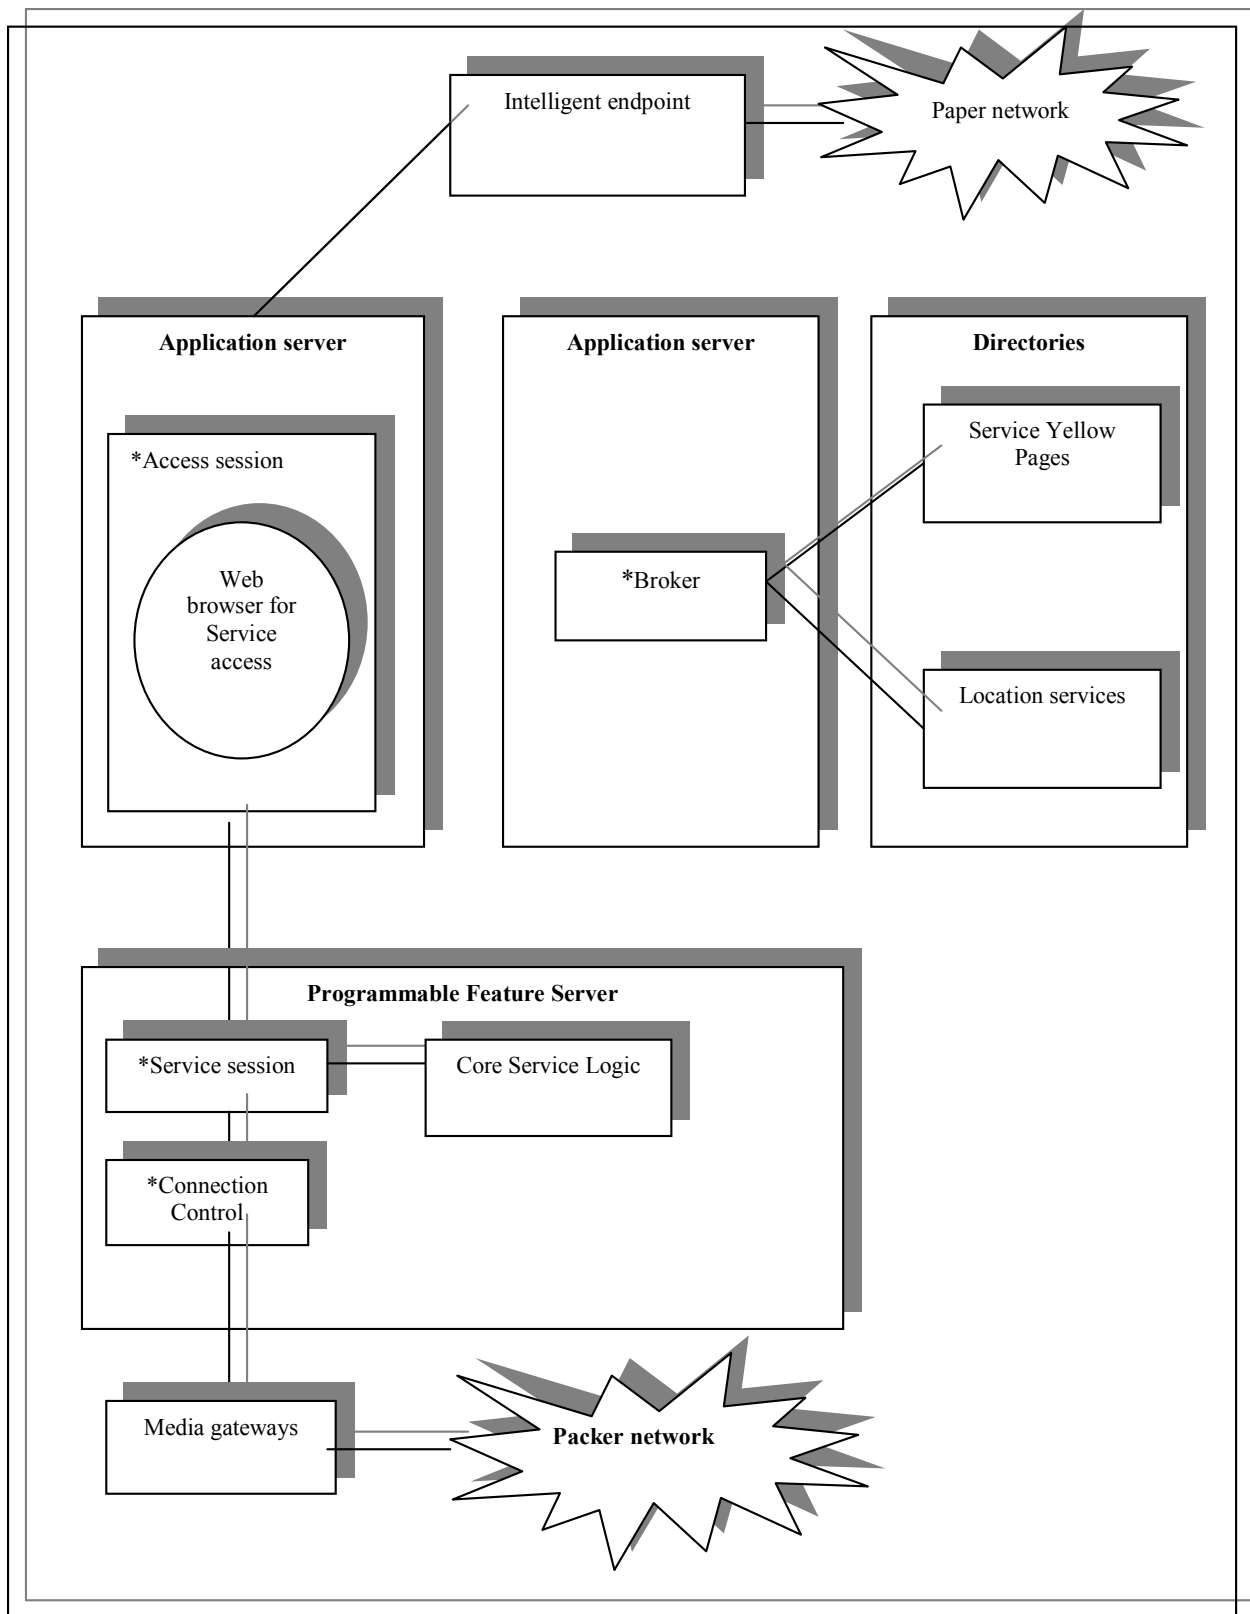 Intelligent endpoint
Paper network
Application server
Application server
Directories
*Access session
Service Yellow
Pages
Web
browser for
Service
access
*Broker
Location services
Programmable Feature Server
*Service session
Core Service Logic
*Connection
Control
Media gateways
Packer network